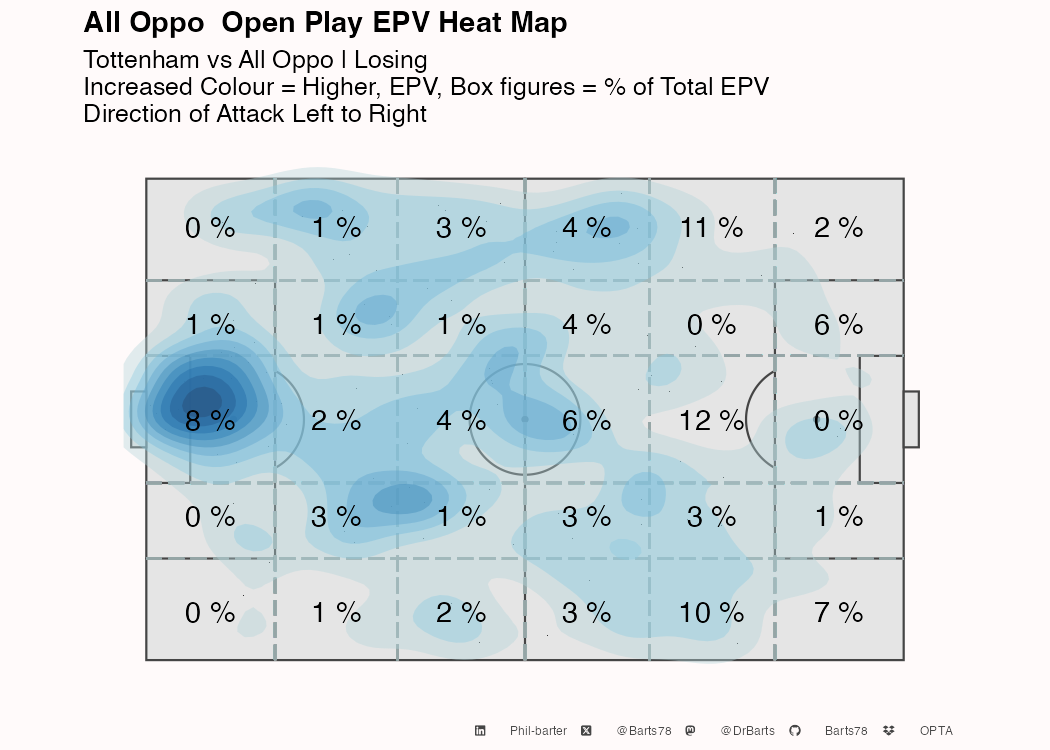 All Oppo  Open Play EPV Heat Map
Tottenham vs All Oppo | Losing
Increased Colour = Higher, EPV, Box figures = % of Total EPV
Direction of Attack Left to Right
0 % 1 % 3 % 4 % 11 % 2 %
1 % 1 % 1 % 4 % 0 % 6 %
8 % 2 % 4 % 6 % 12 % 0 %
0 % 3 % 1 % 3 % 3 % 1 %
0 % 1 % 2 % 3 % 10 % 7 %
Phil-barter @Barts78 @DrBarts Barts78 OPTA